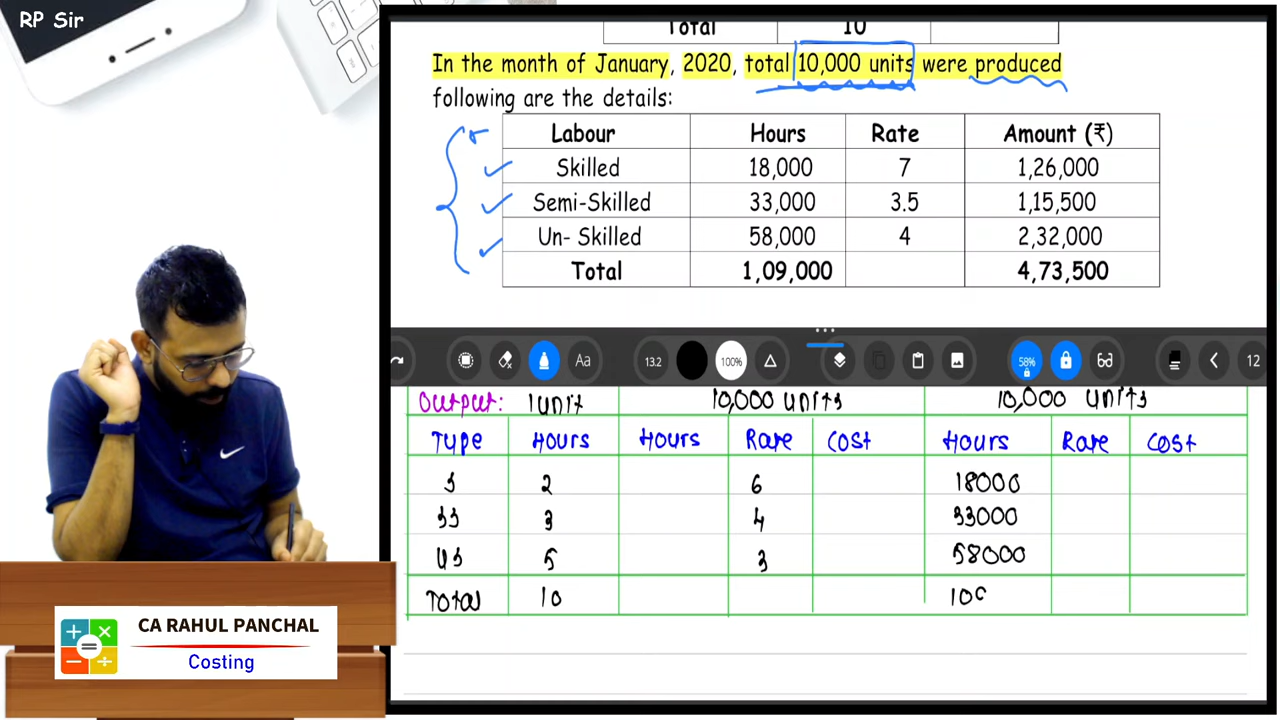 RP Sir
Total 10
In the month of January, 2020, total 10,000 units were produced
following are the details:
Labour Hours Rate Amount (₹)
Skilled 18,000 7 1,26,000
Semi-Skilled 33,000 3.5 1,15,500
Un- Skilled 58,000 4 2,32,000
Total 1,09,000 4,73,500
13.2 100% Aa 58% 12
Output: 1unit 10,000 units 10,000 units
Type Hours Hours Rate Cost Hours Rate Cost
S 2 6 18000
SS 3 4 33000
US 5 3 58000
Total 10 109
CA RAHUL PANCHAL
Costing